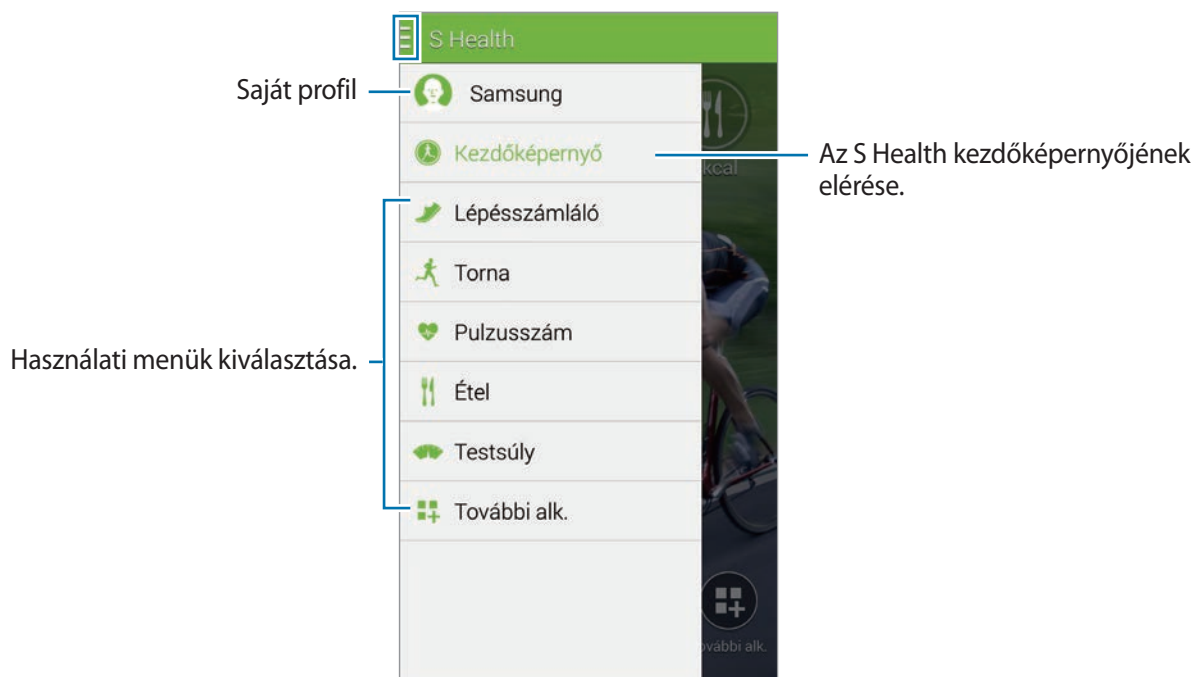 S Health
Saját profil
Samsung
Kezdőképernyő
kcal
Az S Health kezdőképernyőjének
elérése.
Lépésszámláló
Torna
Pulzusszám
Használati menük kiválasztása.
Étel
Testsúly
További alk.
ovábbi alk.